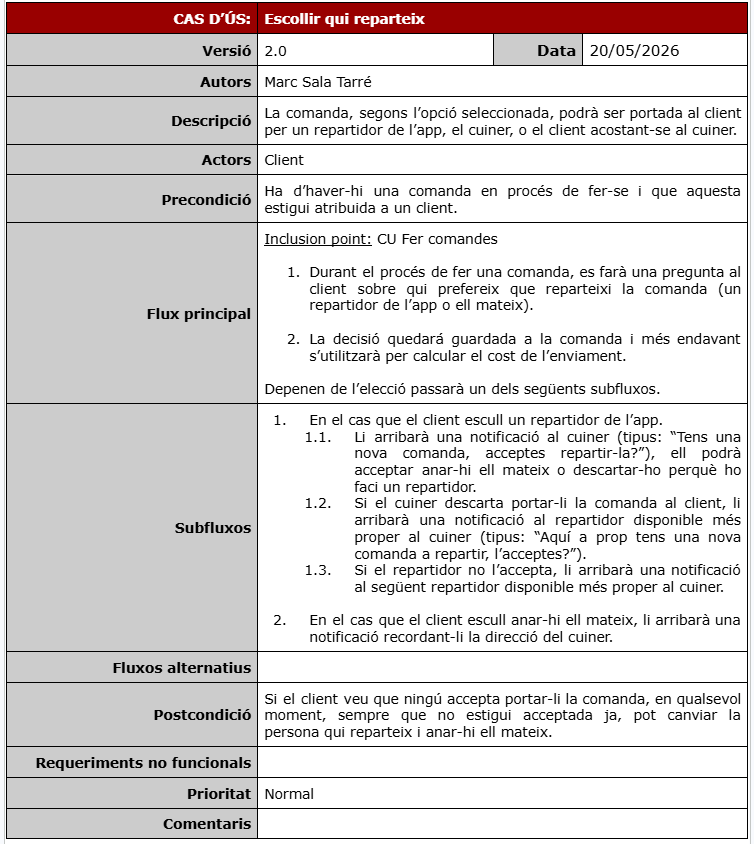 CAS D’ÚS: Escollir qui reparteix
Versió 2.0 Data 20/05/2026
Autors Marc Sala Tarré
Descripció La comanda, segons l’opció seleccionada, podrà ser portada al client
per un repartidor de l’app, el cuiner, o el client acostant-se al cuiner.
Actors Client
Precondició Ha d’haver-hi una comanda en procés de fer-se i que aquesta
estigui atribuida a un client.
Flux principal
Inclusion point: CU Fer comandes
1. Durant el procés de fer una comanda, es farà una pregunta al
client sobre qui prefereix que reparteixi la comanda (un
repartidor de l’app o ell mateix).
2. La decisió quedarà guardada a la comanda i més endavant
s’utilitzarà per calcular el cost de l’enviament.
Depenen de l’elecció passarà un dels següents subfluxos.
Subfluxos
1. En el cas que el client escull un repartidor de l’app.
1.1. Li arribarà una notificació al cuiner (tipus: “Tens una
nova comanda, acceptes repartir-la?”), ell podrà
acceptar anar-hi ell mateix o descartar-ho perquè ho
faci un repartidor.
1.2. Si el cuiner descarta portar-li la comanda al client, li
arribarà una notificació al repartidor disponible més
proper al cuiner (tipus: “Aquí a prop tens una nova
comanda a repartir, l’acceptes?”).
1.3. Si el repartidor no l’accepta, li arribarà una notificació
al següent repartidor disponible més proper al cuiner.
2. En el cas que el client escull anar-hi ell mateix, li arribarà una
notificació recordant-li la direcció del cuiner.
Fluxos alternatius
Postcondició
Si el client veu que ningú accepta portar-li la comanda, en qualsevol
moment, sempre que no estigui acceptada ja, pot canviar la
persona qui reparteix i anar-hi ell mateix.
Requeriments no funcionals
Prioritat Normal
Comentaris